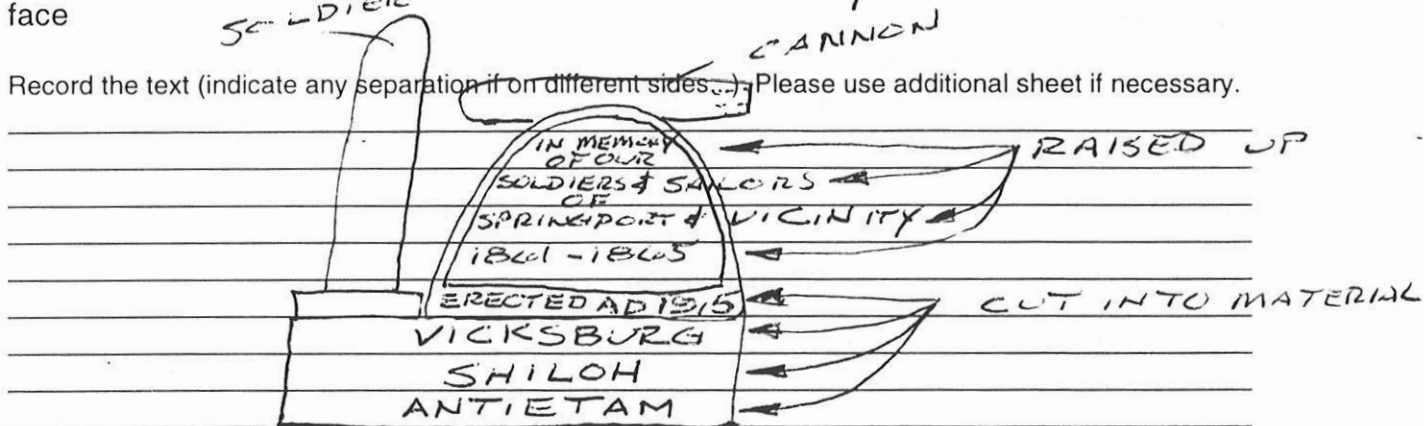 face
SOLDIER
CANNON
Record the text (indicate any separation if on different sides...). Please use additional sheet if necessary.
IN MEMORY
OF OUR
SOLDIERS & SAILORS
OF
SPRINGPORT & VICINITY
1861 - 1865
RAISED UP
ERECTED AD 1915
CUT INTO MATERIAL
VICKSBURG
SHILOH
ANTIETAM